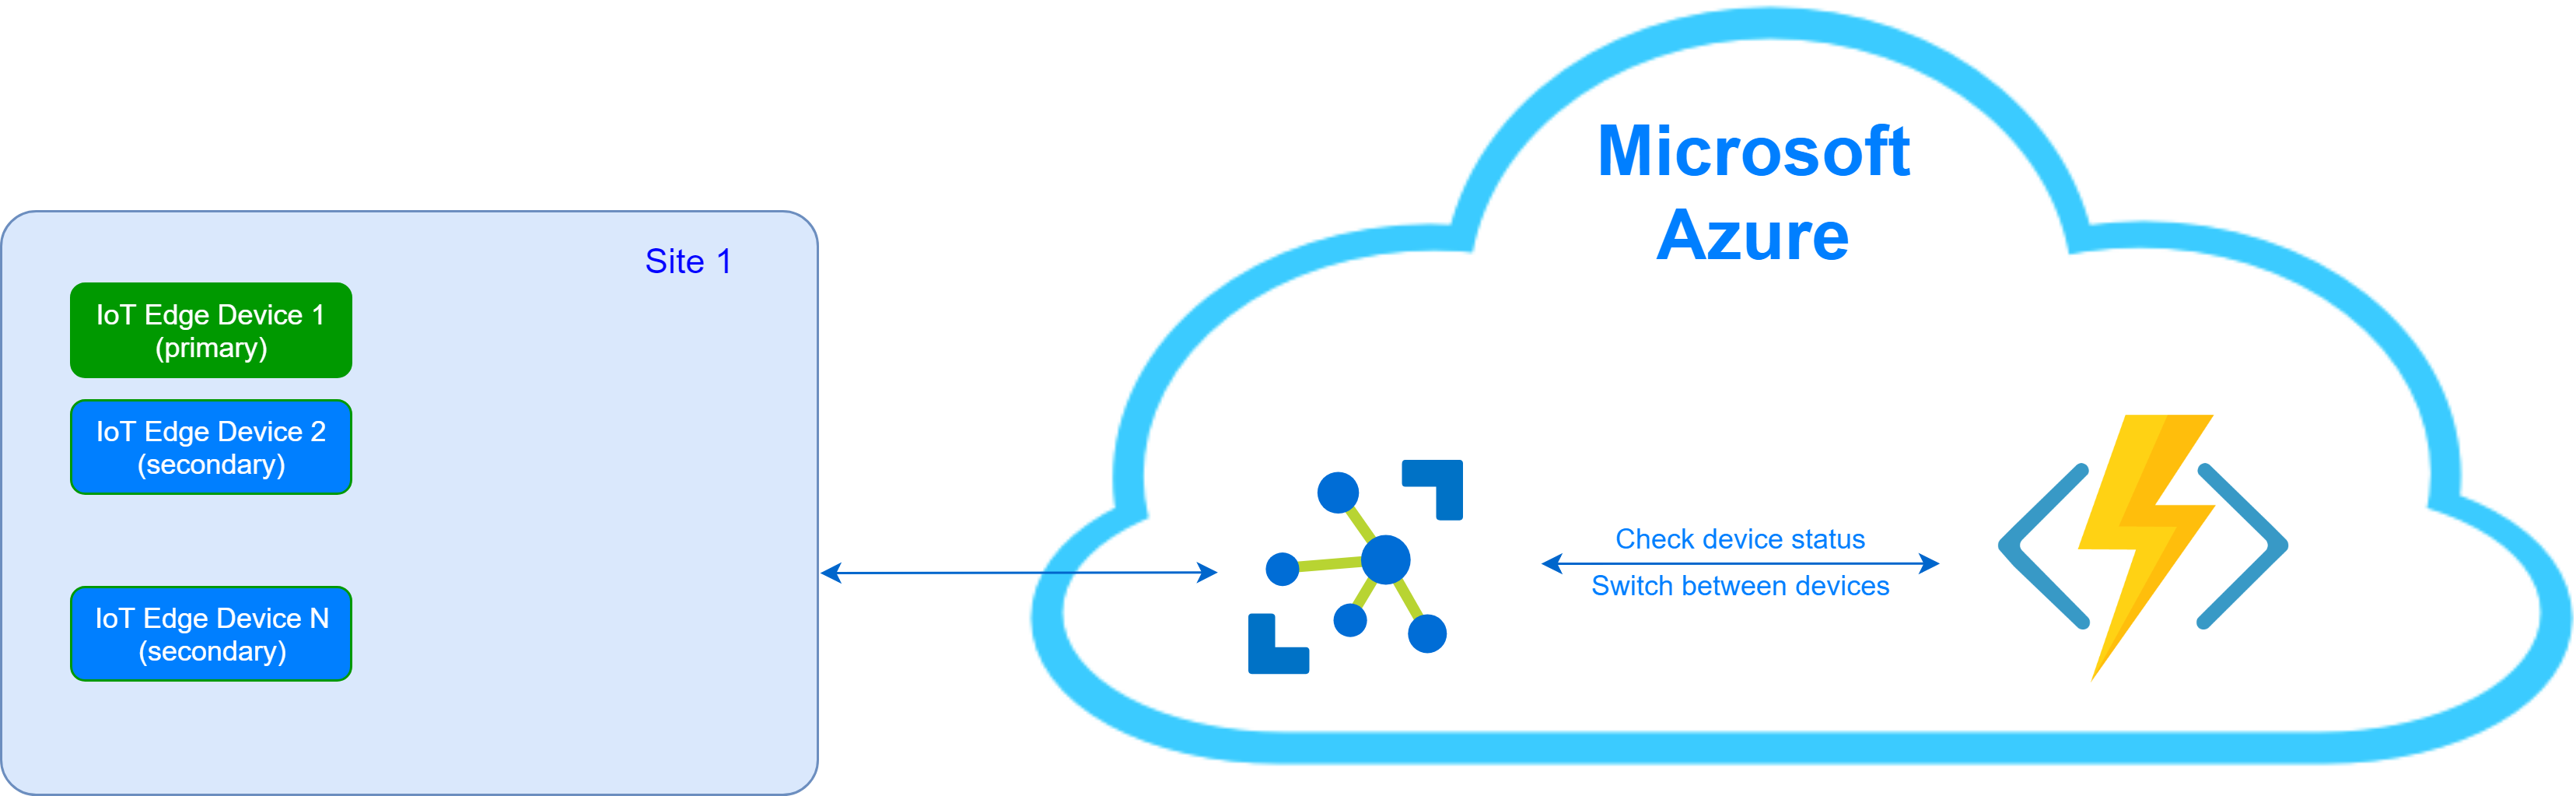 Microsoft
Azure
Site 1
IoT Edge Device 1
(primary)
IoT Edge Device 2
(secondary)
IoT Edge Device N
(secondary)
Check device status
Switch between devices